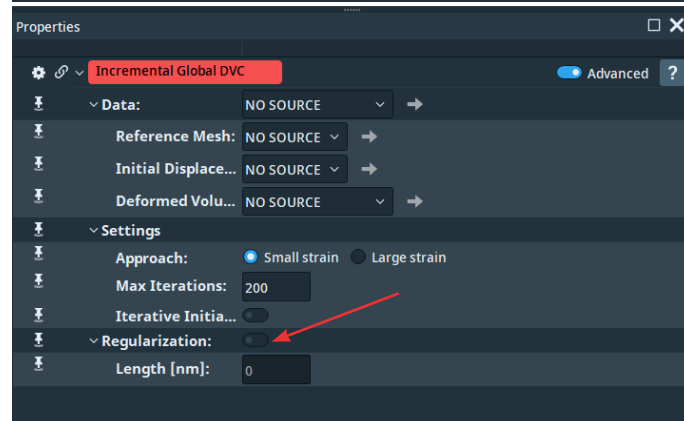 Properties
Incremental Global DVC
Advanced ?
Data: NO SOURCE
Reference Mesh: NO SOURCE
Initial Displace... NO SOURCE
Deformed Volu... NO SOURCE
Settings
Approach: Small strain Large strain
Max Iterations: 200
Iterative Initia...
Regularization:
Length [nm]: 0